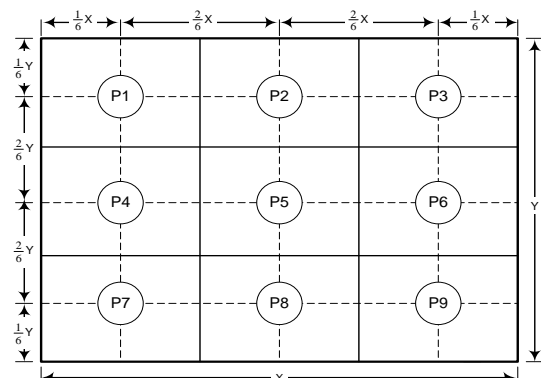 1/6 X 2/6 X 2/6 X 1/6 X
1/6 Y
P1 P2 P3
2/6 Y
P4 P5 P6 Y
2/6 Y
P7 P8 P9
1/6 Y
X